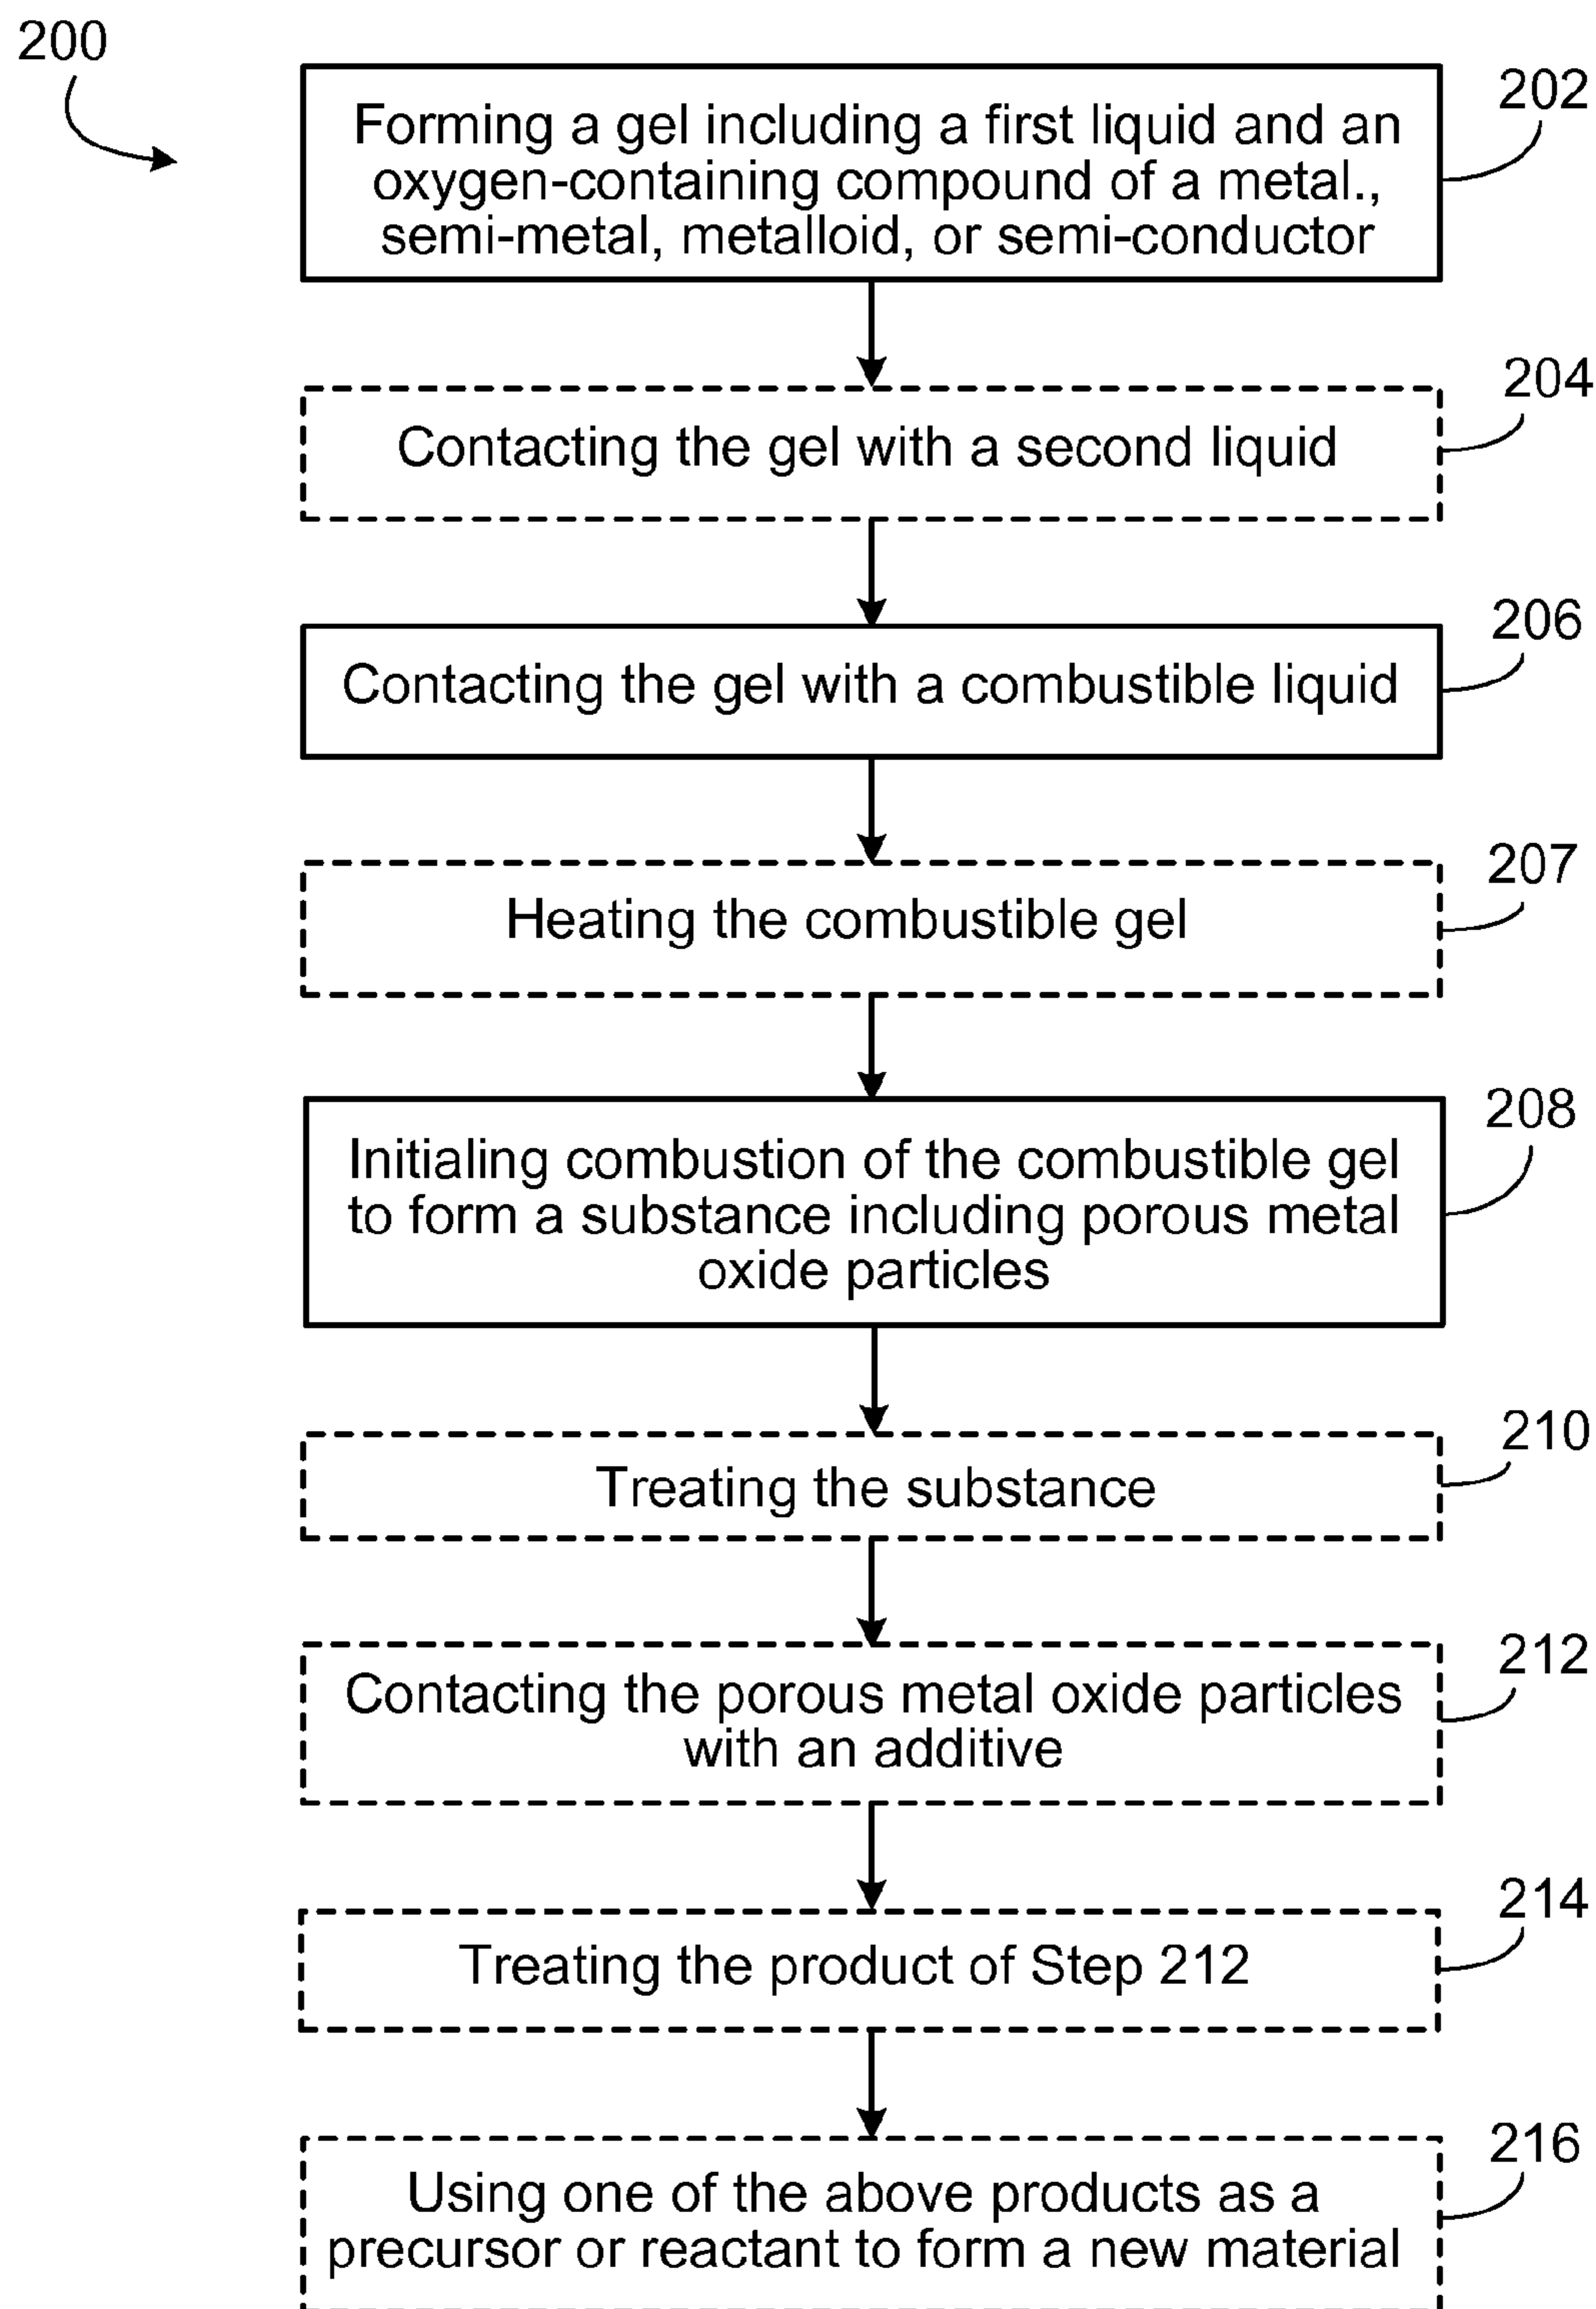 200
202
Forming a gel including a first liquid and an
oxygen-containing compound of a metal.,
semi-metal, metalloid, or semi-conductor
204
Contacting the gel with a second liquid
206
Contacting the gel with a combustible liquid
207
Heating the combustible gel
208
Initialing combustion of the combustible gel
to form a substance including porous metal
oxide particles
210
Treating the substance
212
Contacting the porous metal oxide particles
with an additive
214
Treating the product of Step 212
216
Using one of the above products as a
precursor or reactant to form a new material